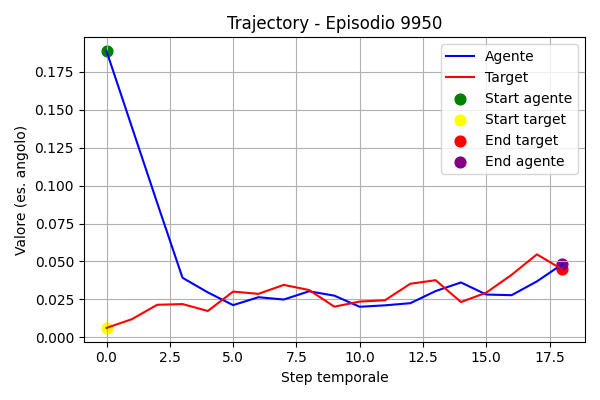 Trajectory - Episodio 9950
Agente
Target
Start agente
Start target
End target
End agente
Valore (es. angolo)
0.175
0.150
0.125
0.100
0.075
0.050
0.025
0.000
0.0 2.5 5.0 7.5 10.0 12.5 15.0 17.5
Step temporale